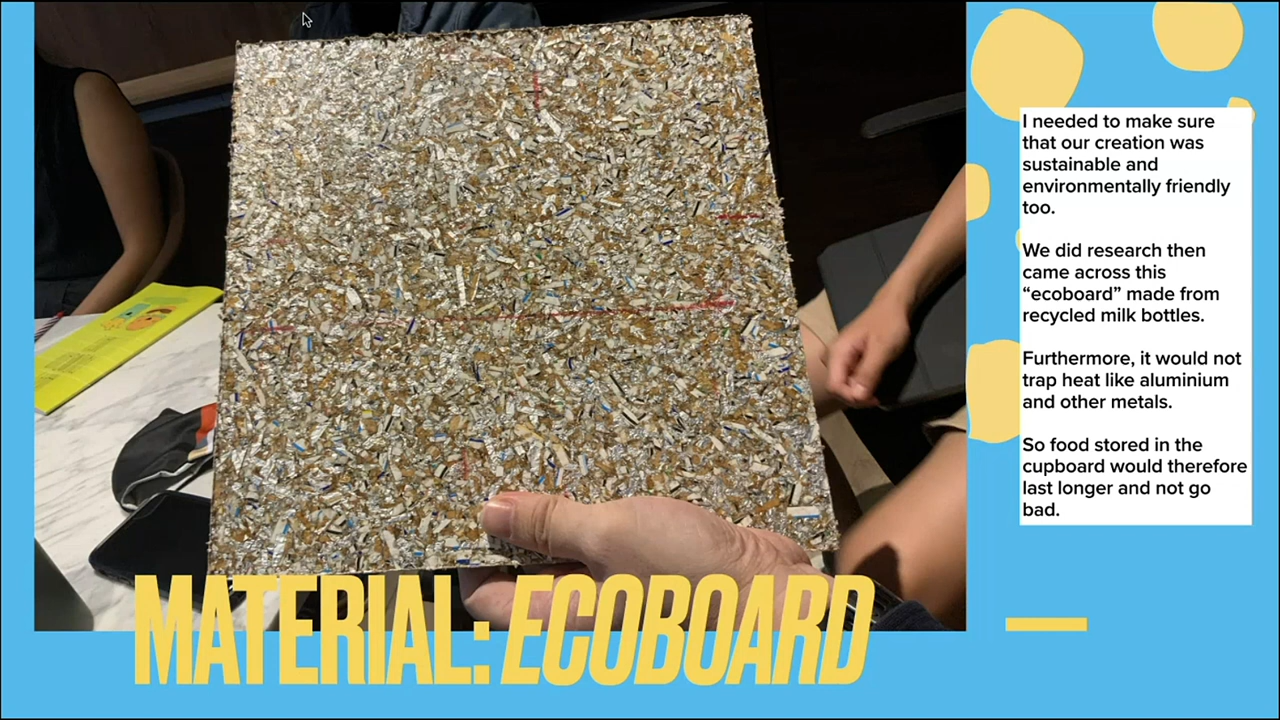 I needed to make sure
that our creation was
sustainable and
environmentally friendly
too.
We did research then
came across this
“ecoboard” made from
recycled milk bottles.
Furthermore, it would not
trap heat like aluminium
and other metals.
So food stored in the
cupboard would therefore
last longer and not go
bad.
MATERIAL: ECOBOARD